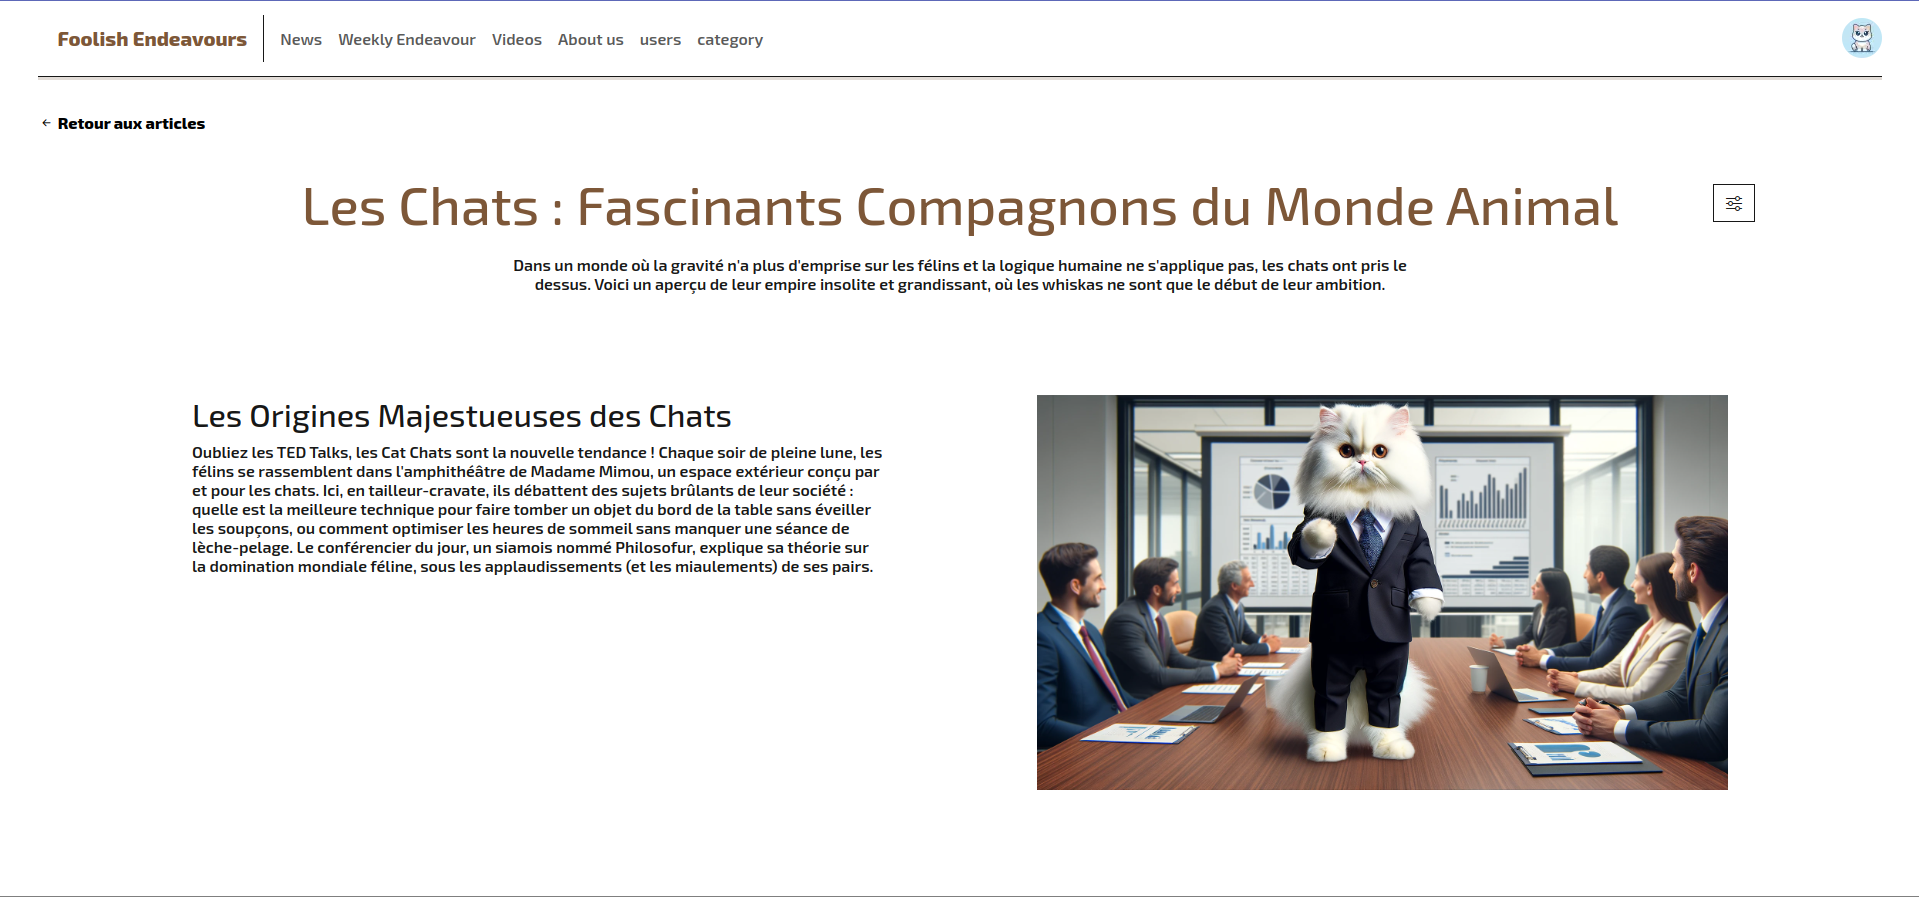 Foolish Endeavours
News Weekly Endeavour Videos About us users category
Retour aux articles
Les Chats : Fascinants Compagnons du Monde Animal
Dans un monde où la gravité n'a plus d'emprise sur les félins et la logique humaine ne s'applique pas, les chats ont pris le
dessus. Voici un aperçu de leur empire insolite et grandissant, où les whiskas ne sont que le début de leur ambition.
Les Origines Majestueuses des Chats
Oubliez les TED Talks, les Cat Chats sont la nouvelle tendance ! Chaque soir de pleine lune, les
félins se rassemblent dans l'amphithéâtre de Madame Mimou, un espace extérieur conçu par
et pour les chats. Ici, en tailleur-cravate, ils débattent des sujets brûlants de leur société :
quelle est la meilleure technique pour faire tomber un objet du bord de la table sans éveiller
les soupçons, ou comment optimiser les heures de sommeil sans manquer une séance de
lèche-pelage. Le conférencier du jour, un siamois nommé Philosofur, explique sa théorie sur
la domination mondiale féline, sous les applaudissements (et les miaulements) de ses pairs.